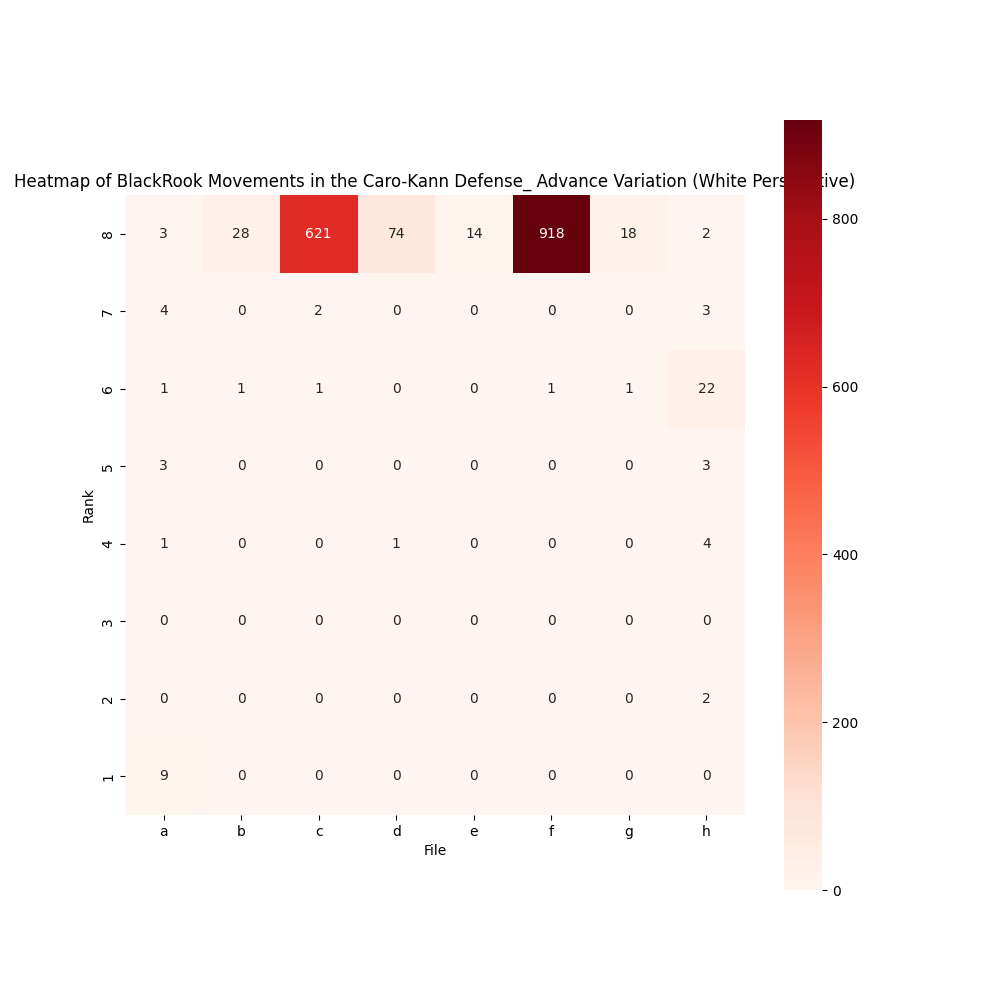 Heatmap of BlackRook Movements in the Caro-Kann Defense_ Advance Variation (White Perspective)
8 3 28 621 74 14 918 18 2
7 4 0 2 0 0 0 0 3
6 1 1 1 0 0 1 1 22
5 3 0 0 0 0 0 0 3
Rank
4 1 0 0 1 0 0 0 4
3 0 0 0 0 0 0 0 0
2 0 0 0 0 0 0 0 2
1 9 0 0 0 0 0 0 0
a b c d e f g h
File
800
600
400
200
0